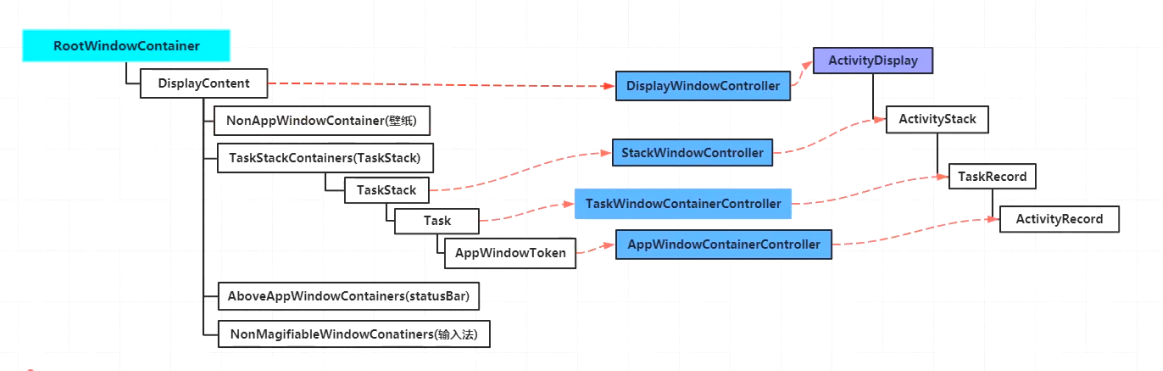 RootWindowContainer
DisplayContent
NonAppWindowContainer(壁纸)
TaskStackContainers(TaskStack)
TaskStack
Task
AppWindowToken
AboveAppWindowContainers(statusBar)
NonMagifiableWindowConatiners(输入法)
DisplayWindowController
StackWindowController
TaskWindowContainerController
AppWindowContainerController
ActivityDisplay
ActivityStack
TaskRecord
ActivityRecord